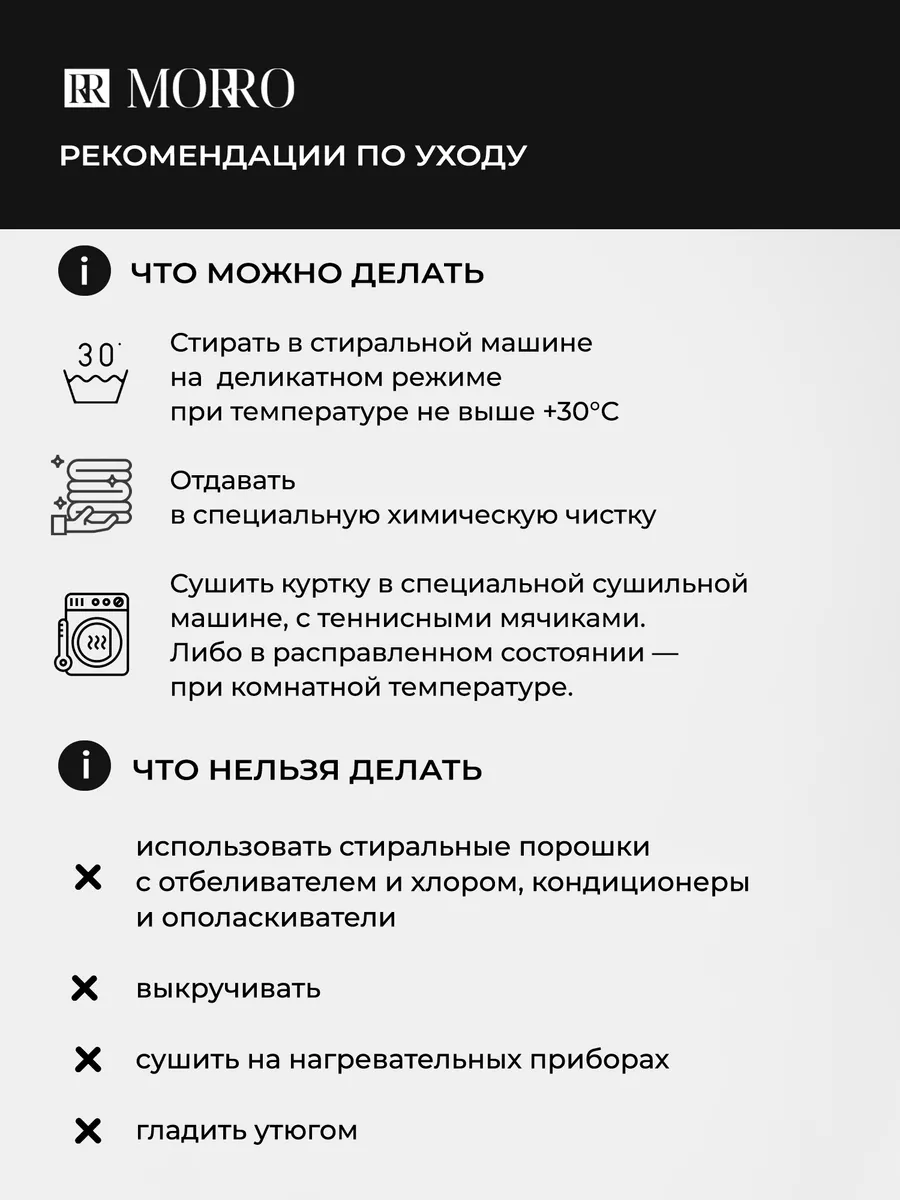 RR MORRO
РЕКОМЕНДАЦИИ ПО УХОДУ
i ЧТО МОЖНО ДЕЛАТЬ
30°
Стирать в стиральной машине
на деликатном режиме
при температуре не выше +30°C
Отдавать
в специальную химическую чистку
Сушить куртку в специальной сушильной
машине, с теннисными мячиками.
Либо в расправленном состоянии —
при комнатной температуре.
i ЧТО НЕЛЬЗЯ ДЕЛАТЬ
использовать стиральные порошки
с отбеливателем и хлором, кондиционеры
и ополаскиватели
выкручивать
сушить на нагревательных приборах
гладить утюгом